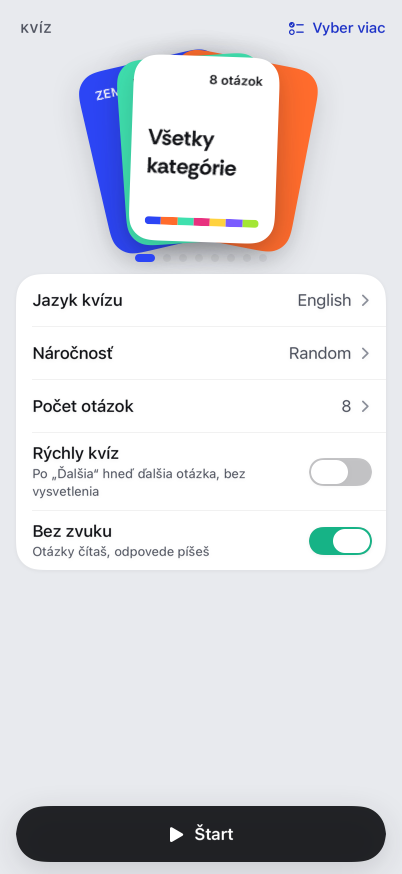 KVÍZ
Vyber viac
8 otázok
Všetky
kategórie
Jazyk kvízu
English
Náročnosť
Random
Počet otázok
8
Rýchly kvíz
Po „Ďalšia“ hneď ďalšia otázka, bez
vysvetlenia
Bez zvuku
Otázky čítaš, odpovede píšeš
Štart